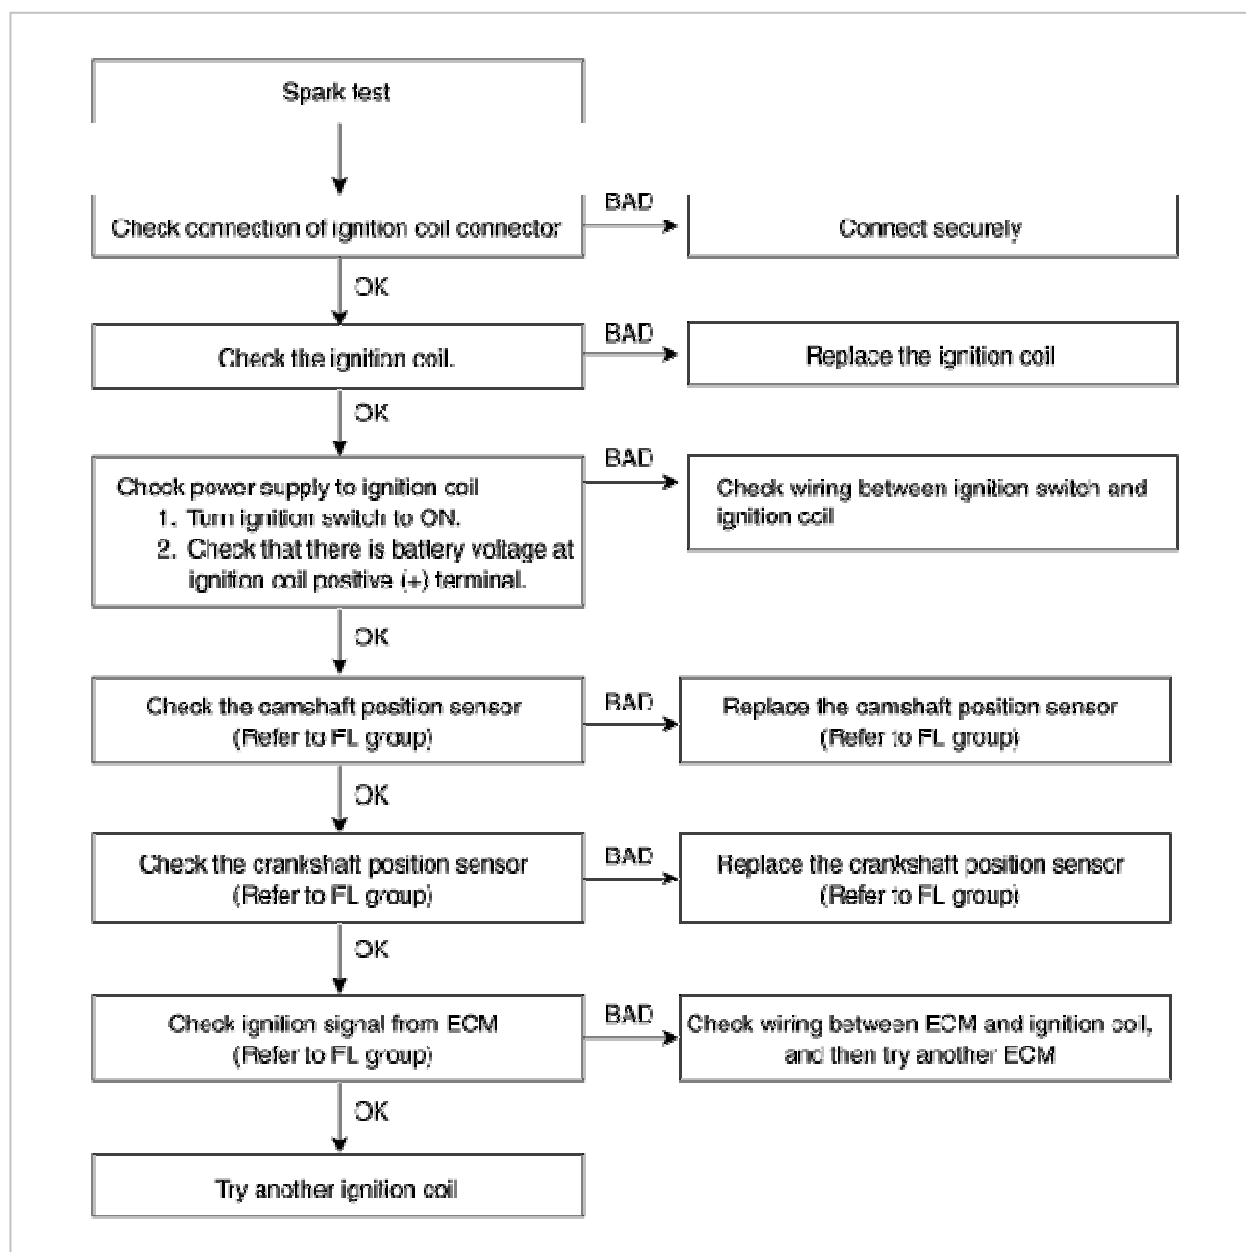 Spark test
Check connection of ignition coil connector
BAD
Connect securely
OK
Check the ignition coil.
BAD
Replace the ignition coil
OK
Check power supply to ignition coil
1. Turn ignition switch to ON.
2. Check that there is battery voltage at
ignition coil positive (+) terminal.
BAD
Check wiring between ignition switch and
ignition coil
OK
Check the camshaft position sensor
(Refer to FL group)
BAD
Replace the camshaft position sensor
(Refer to FL group)
OK
Check the crankshaft position sensor
(Refer to FL group)
BAD
Replace the crankshaft position sensor
(Refer to FL group)
OK
Check ignition signal from ECM
(Refer to FL group)
BAD
Check wiring between ECM and ignition coil,
and then try another ECM
OK
Try another ignition coil